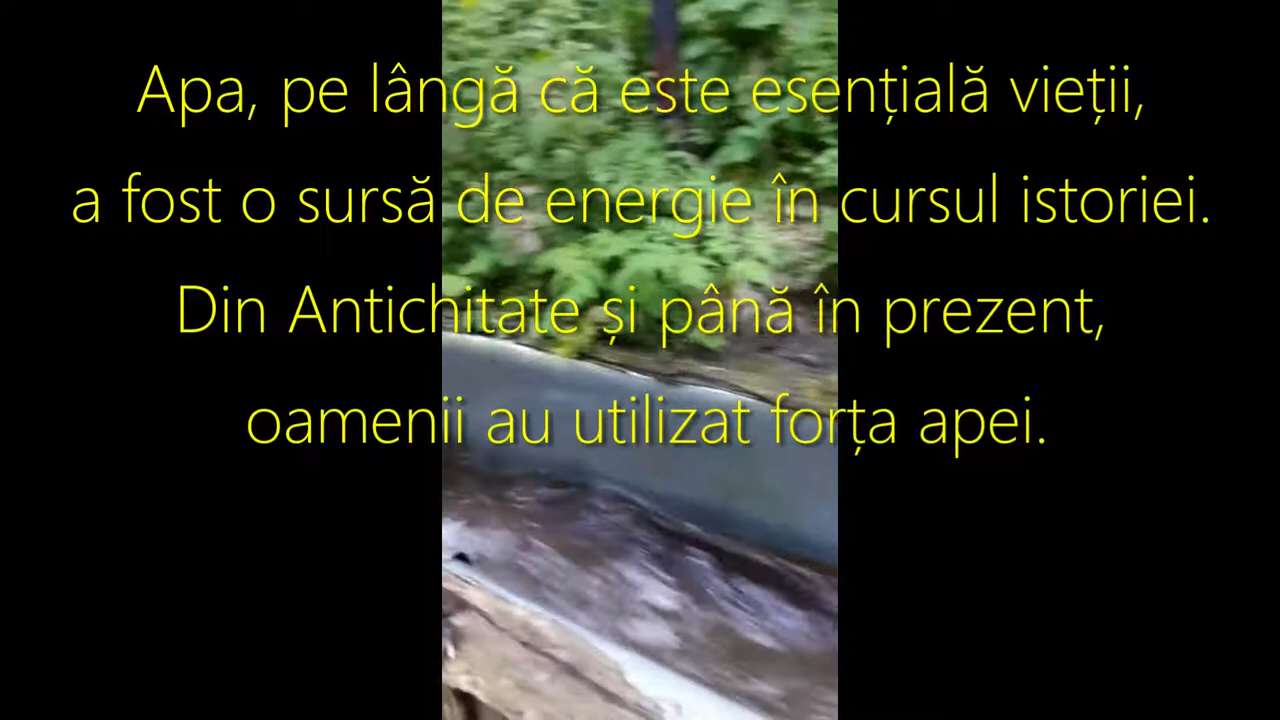 Apa, pe lângă că este esențială vieții,
a fost o sursă de energie în cursul istoriei.
Din Antichitate și până în prezent,
oamenii au utilizat forța apei.